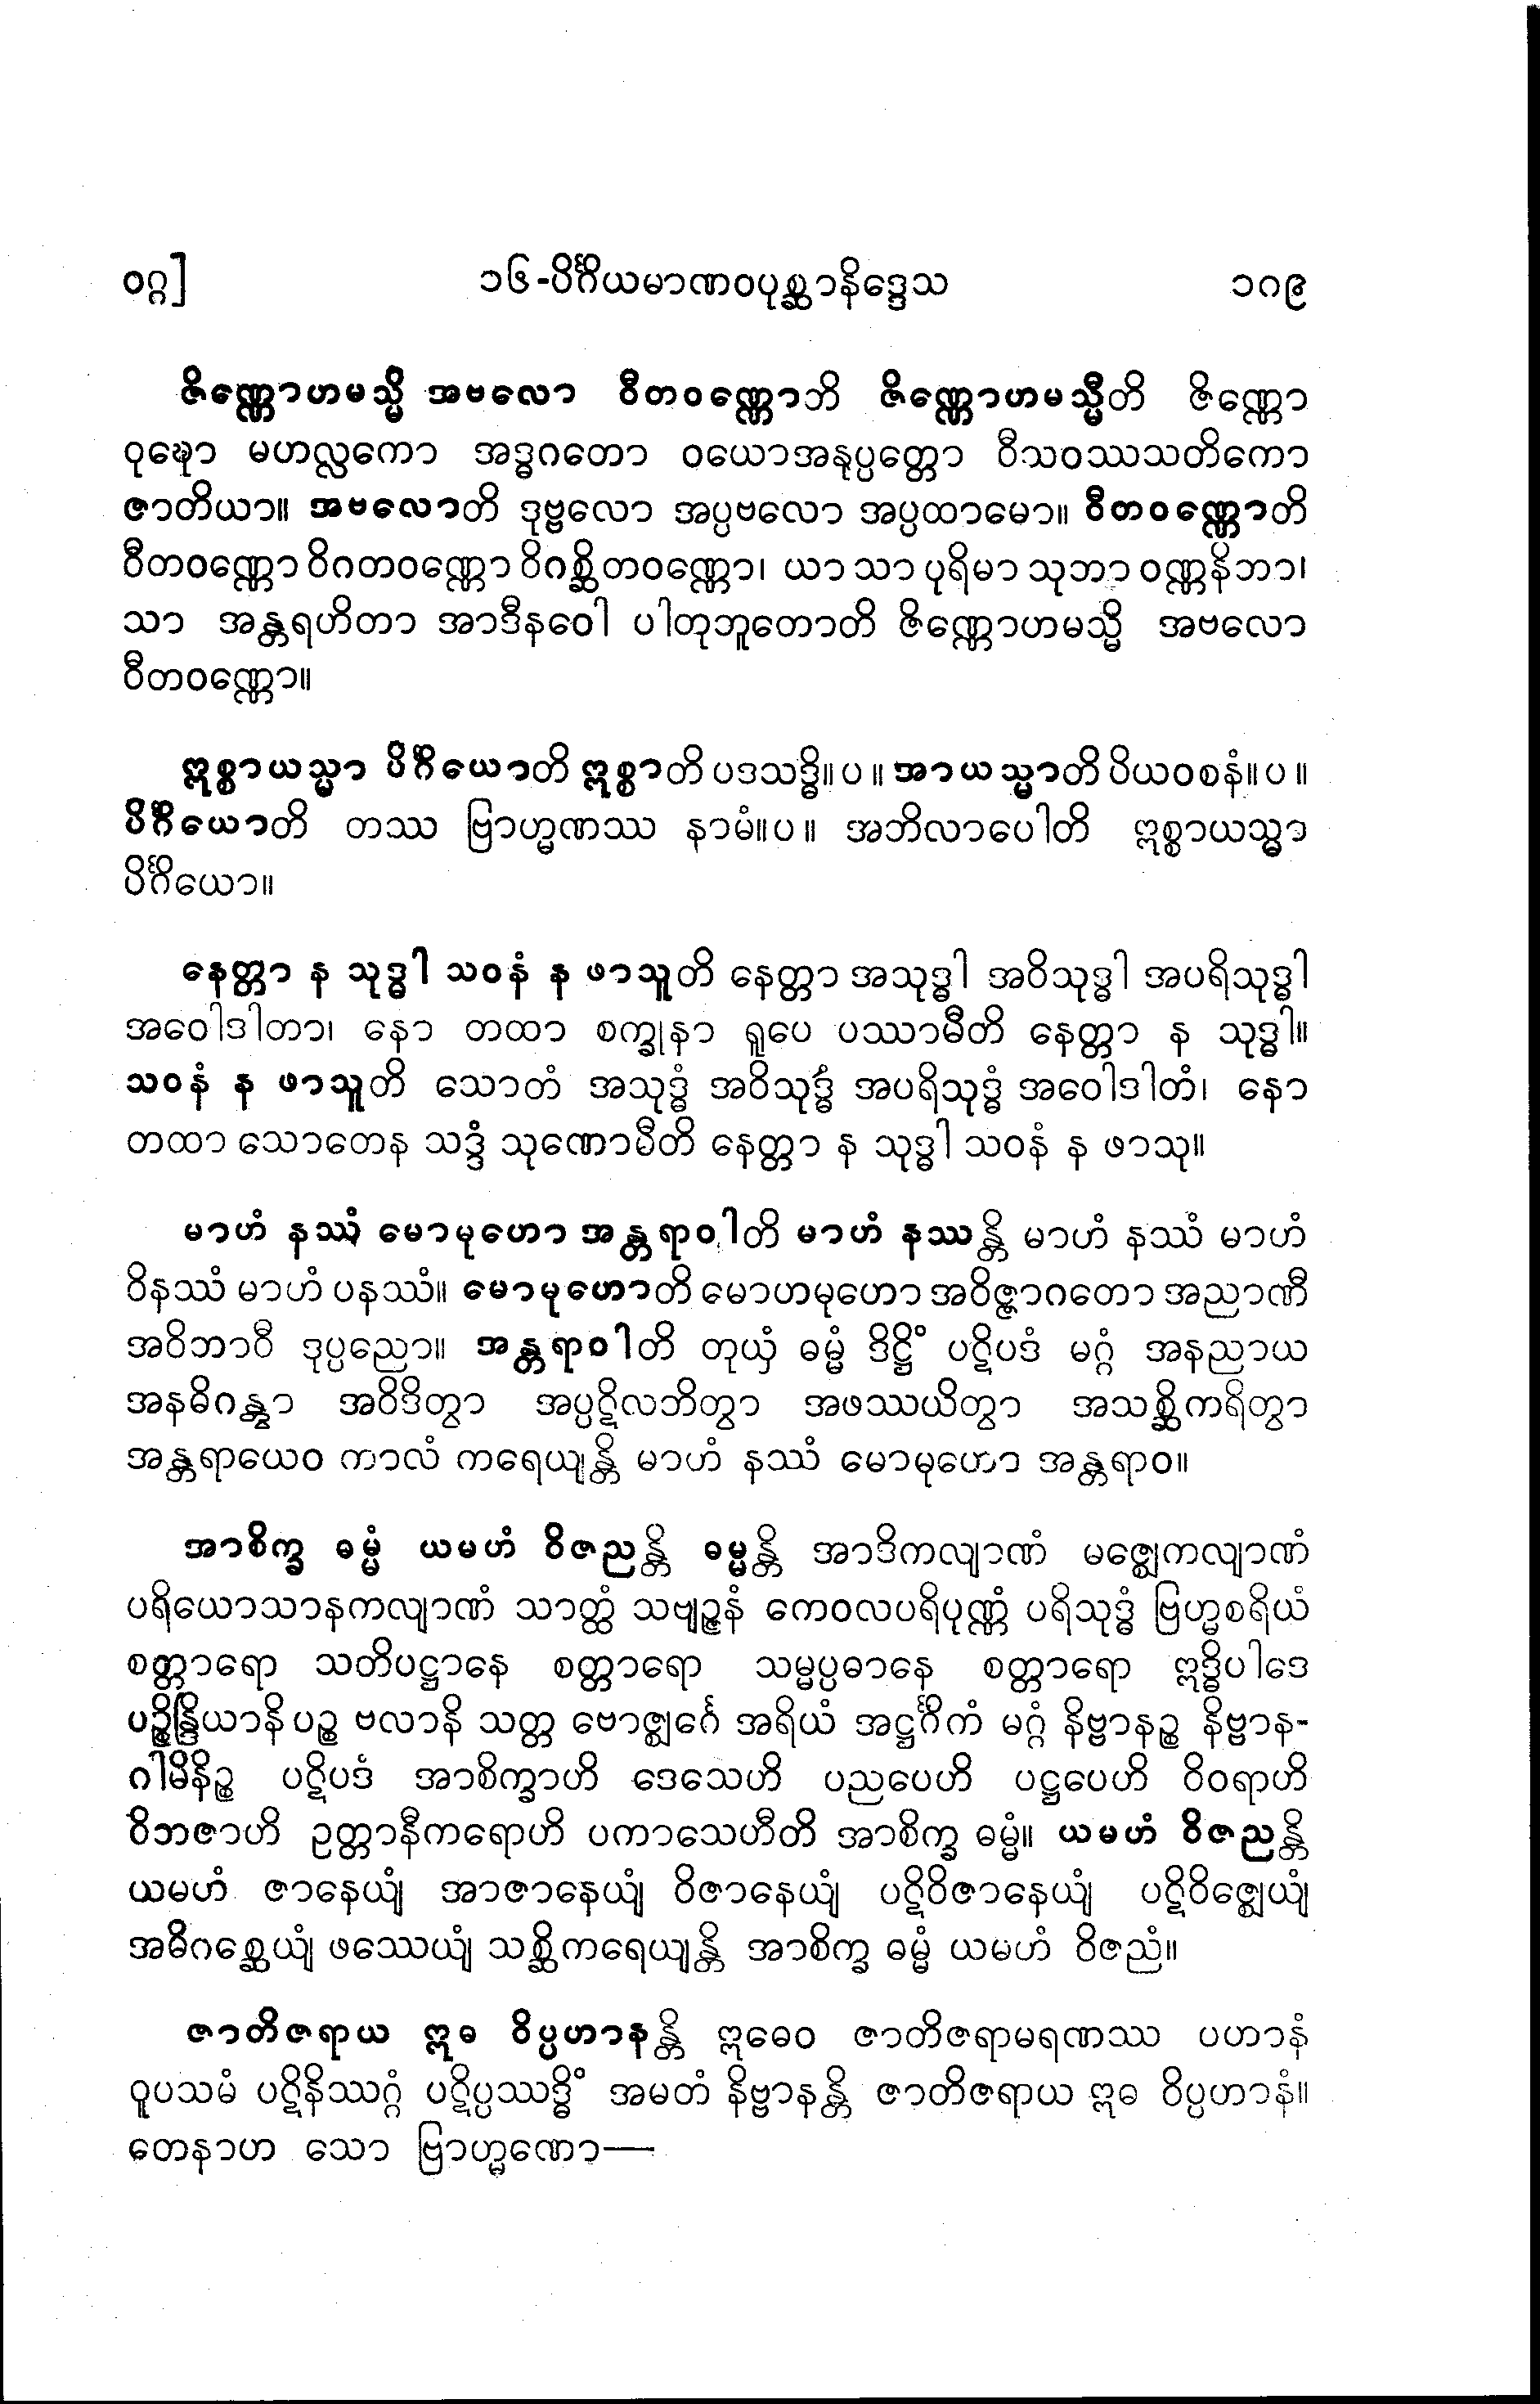 ဝဂ္ဂ]
၁၆-ပိင်္ဂိယမာဏဝပုစ္ဆာနိဒ္ဒေသ
၁၈၉
ဇိဏ္ဏောဟမသ္မိ အဗလော ဝီတဝဏ္ဏောဘိ ဇိဏ္ဏောဟမသ္မီတိ ဇိဏ္ဏော
ဝုဍ္ဎော မဟလ္လကော အဒ္ဓဂတော ဝယောအနုပ္ပတ္တော ဝီသဝဿသတိကော
ဇာတိယာ။ အဗလောတိ ဒုဗ္ဗလော အပ္ပဗလော အပ္ပထာမော။ ဝီတဝဏ္ဏောတိ
ဝီတဝဏ္ဏော ဝိဂတဝဏ္ဏော ဝိဂစ္ဆိတဝဏ္ဏော၊ ယာ သာ ပုရိမာ သုဘာ ဝဏ္ဏနိဘာ၊
သာ အန္တရဟိတာ အာဒီနဝေါ ပါတုဘူတောတိ ဇိဏ္ဏောဟမသ္မိ အဗလော
ဝီတဝဏ္ဏော။
ဣစ္စာယသ္မာ ပိင်္ဂိယောတိ ဣစ္စာတိ ပဒသဒ္ဓိ။ ပ ။ အာယသ္မာတိ ပိယဝစနံ။ ပ ။
ပိင်္ဂိယောတိ တဿ ဗြာဟ္မဏဿ နာမံ။ ပ ။ အဘိလာပေါတိ ဣစ္စာယသ္မာ
ပိင်္ဂိယော။
နေတ္တာ န သုဒ္ဓါ သဝနံ န ဖာသူတိ နေတ္တာ အသုဒ္ဓါ အဝိသုဒ္ဓါ အပရိသုဒ္ဓါ
အဝေါဒါတာ၊ နော တထာ စက္ခုနာ ရူပေ ပဿာမီတိ နေတ္တာ န သုဒ္ဓါ။
သဝနံ န ဖာသူတိ သောတံ အသုဒ္ဓံ အဝိသုဒ္ဓံ အပရိသုဒ္ဓံ အဝေါဒါတံ၊ နော
တထာ သောတေန သဒ္ဒံ သုဏောမီတိ နေတ္တာ န သုဒ္ဓါ သဝနံ န ဖာသု။
မာဟံ နဿံ မောမုဟော အန္တရာဝါတိ မာဟံ နဿန္တိ မာဟံ နဿံ မာဟံ
ဝိနဿံ မာဟံ ပနဿံ။ မောမုဟောတိ မောဟမုဟော အဝိဇ္ဇာဂတော အညာဏီ
အဝိဘာဝီ ဒုပ္ပညော။ အန္တရာဝါတိ တုယှံ ဓမ္မံ ဒိဋ္ဌိံ ပဋိပဒံ မဂ္ဂံ အနညာယ
အနဓိဂန္တွာ အဝိဒိတွာ အပ္ပဋိလဘိတွာ အဖဿယိတွာ အသစ္ဆိကရိတွာ
အန္တရာယေဝ ကာလံ ကရေယျန္တိ မာဟံ နဿံ မောမုဟော အန္တရာဝ။
အာစိက္ခ ဓမ္မံ ယမဟံ ဝိဇညန္တိ ဓမ္မန္တိ အာဒိကလျာဏံ မဇ္ဈေကလျာဏံ
ပရိယောသာနကလျာဏံ သာတ္ထံ သဗျဉ္ဇနံ ကေဝလပရိပုဏ္ဏံ ပရိသုဒ္ဓံ ဗြဟ္မစရိယံ
စတ္တာရော သတိပဋ္ဌာနေ စတ္တာရော သမ္မပ္ပဓာနေ စတ္တာရော ဣဒ္ဓိပါဒေ
ပဉ္စိန္ဒြိယာနိ ပဉ္စ ဗလာနိ သတ္တ ဗောဇ္ဈင်္ဂေ အရိယံ အဋ္ဌင်္ဂိကံ မဂ္ဂံ နိဗ္ဗာနဉ္စ နိဗ္ဗာန-
ဂါမိနိဉ္စ ပဋိပဒံ အာစိက္ခာဟိ ဒေသေဟိ ပညပေဟိ ပဋ္ဌပေဟိ ဝိဝရာဟိ
ဝိဘဇာဟိ ဥတ္တာနီကရောဟိ ပကာသေဟီတိ အာစိက္ခ ဓမ္မံ။ ယမဟံ ဝိဇညန္တိ
ယမဟံ ဇာနေယျံ အာဇာနေယျံ ဝိဇာနေယျံ ပဋိဝိဇာနေယျံ ပဋိဝိဇ္ဈေယျံ
အဓိဂစ္ဆေယျံ ဖဿေယျံ သစ္ဆိကရေယျန္တိ အာစိက္ခ ဓမ္မံ ယမဟံ ဝိဇညံ။
ဇာတိဇရာယ ဣဓ ဝိပ္ပဟာနန္တိ ဣဓေဝ ဇာတိဇရာမရဏဿ ပဟာနံ
ဝူပသမံ ပဋိနိဿဂ္ဂံ ပဋိပ္ပဿဒ္ဓိံ အမတံ နိဗ္ဗာနန္တိ ဇာတိဇရာယ ဣဓ ဝိပ္ပဟာနံ။
တေနာဟ သော ဗြာဟ္မဏော—